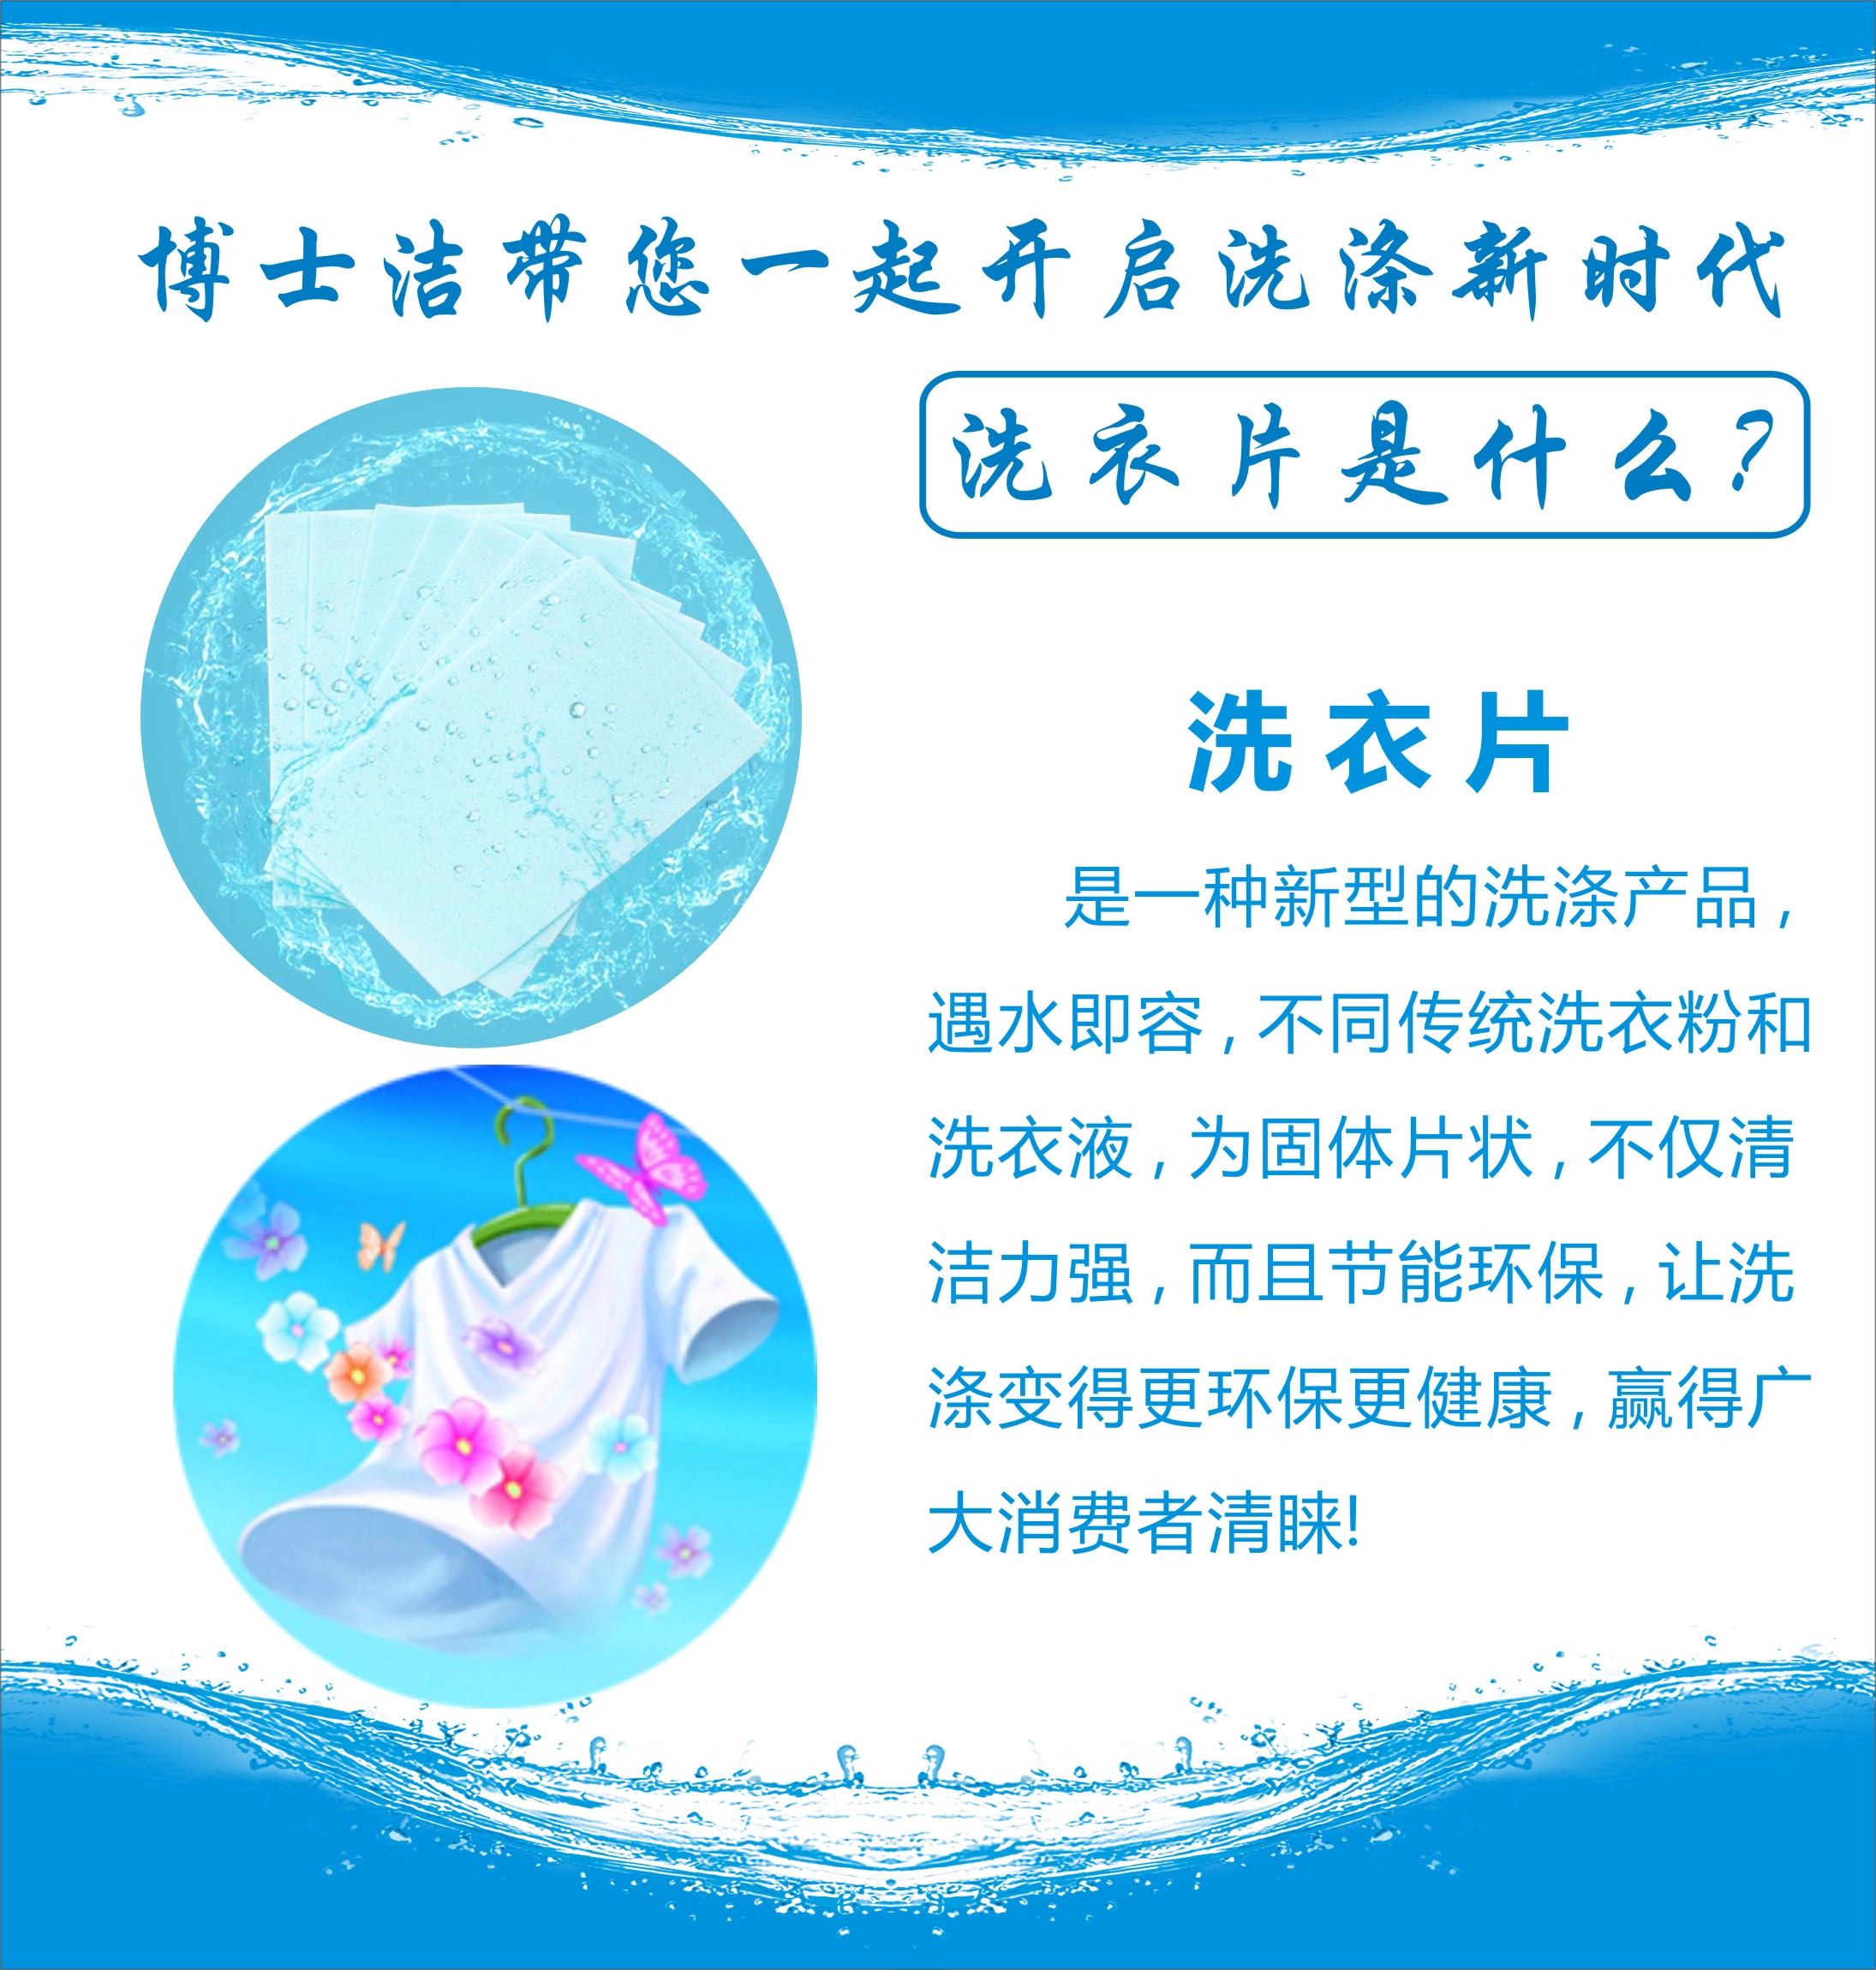 博士洁带您一起开启洗涤新时代
洗衣片是什么?
洗衣片
是一种新型的洗涤产品,
遇水即容,不同传统洗衣粉和
洗衣液,为固体片状,不仅清
洁力强,而且节能环保,让洗
涤变得更环保更健康,赢得广
大消费者清睐!